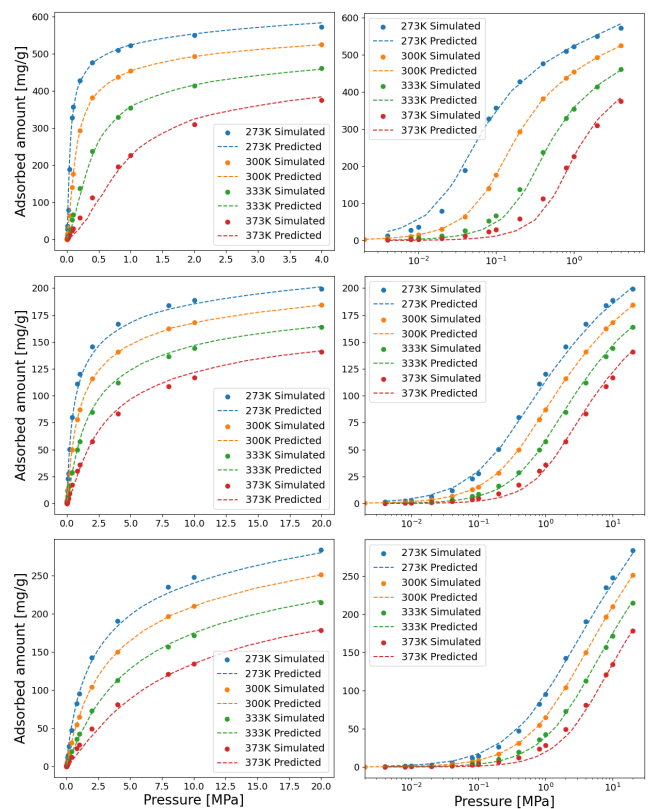 Adsorbed amount [mg/g]
600
500
400
300
200
100
0
0.0
0.5
1.0
1.5
2.0
2.5
3.0
3.5
4.0
273K Simulated
273K Predicted
300K Simulated
300K Predicted
333K Simulated
333K Predicted
373K Simulated
373K Predicted
600
500
400
300
200
100
0
10⁻²
10⁻¹
10⁰
273K Simulated
273K Predicted
300K Simulated
300K Predicted
333K Simulated
333K Predicted
373K Simulated
373K Predicted
Adsorbed amount [mg/g]
200
175
150
125
100
75
50
25
0
0.0
2.5
5.0
7.5
10.0
12.5
15.0
17.5
20.0
273K Simulated
273K Predicted
300K Simulated
300K Predicted
333K Simulated
333K Predicted
373K Simulated
373K Predicted
200
175
150
125
100
75
50
25
0
10⁻²
10⁻¹
10⁰
10¹
273K Simulated
273K Predicted
300K Simulated
300K Predicted
333K Simulated
333K Predicted
373K Simulated
373K Predicted
Adsorbed amount [mg/g]
250
200
150
100
50
0
0.0
2.5
5.0
7.5
10.0
12.5
15.0
17.5
20.0
Pressure [MPa]
273K Simulated
273K Predicted
300K Simulated
300K Predicted
333K Simulated
333K Predicted
373K Simulated
373K Predicted
250
200
150
100
50
0
10⁻²
10⁻¹
10⁰
10¹
Pressure [MPa]
273K Simulated
273K Predicted
300K Simulated
300K Predicted
333K Simulated
333K Predicted
373K Simulated
373K Predicted